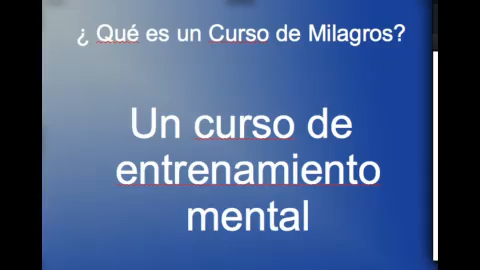 ¿ Qué es un Curso de Milagros?
Un curso de
entrenamiento
mental